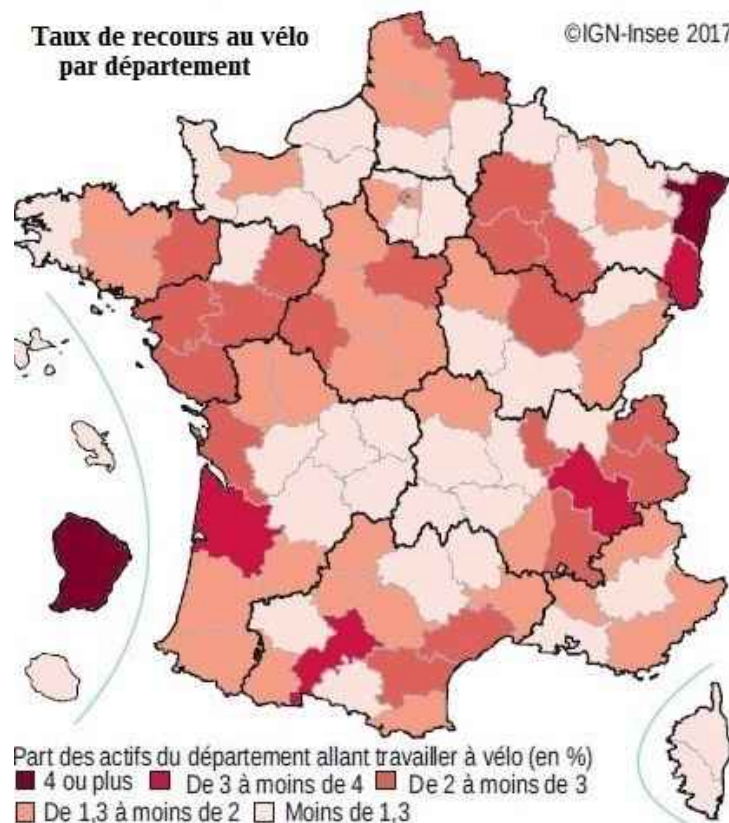 Taux de recours au vélo
par département
©IGN-Insee 2017
Part des actifs du département allant travailler à vélo (en %)
4 ou plus De 3 à moins de 4 De 2 à moins de 3
De 1,3 à moins de 2 Moins de 1,3